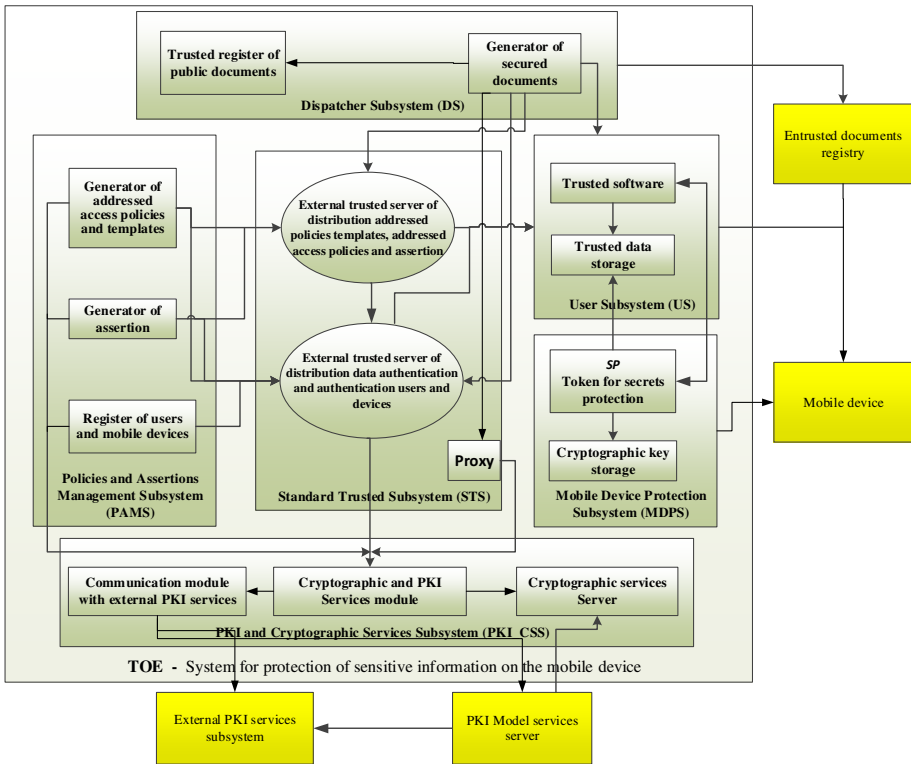 Trusted register of
public documents
Generator of
secured
documents
Dispatcher Subsystem (DS)
Entrusted documents
registry
Generator of
addressed
access policies
and templates
External trusted server of
distribution addressed
policies templates, addressed
access policies and assertion
Trusted software
Trusted data
storage
User Subsystem (US)
Generator of
assertion
External trusted server of
distribution data authentication
and authentication users and
devices
SP
Token for secrets
protection
Mobile device
Register of users
and mobile devices
Proxy
Cryptographic key
storage
Policies and Assertions
Management Subsystem
(PAMS)
Standard Trusted Subsystem (STS)
Mobile Device Protection
Subsystem (MDPS)
Communication module
with external PKI services
Cryptographic and PKI
Services module
Cryptographic services
Server
PKI and Cryptographic Services Subsystem (PKI_CSS)
TOE - System for protection of sensitive information on the mobile device
External PKI services
subsystem
PKI Model services
server